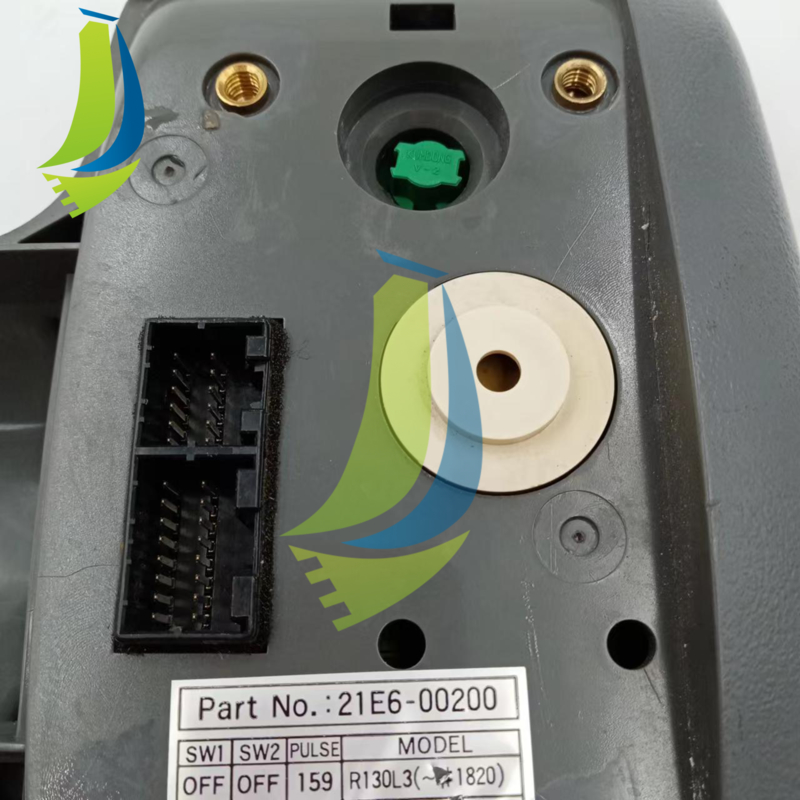 Part No.:21E6-00200
SW1 SW2 PULSE MODEL
OFF OFF 159 R130L3(~#1820)